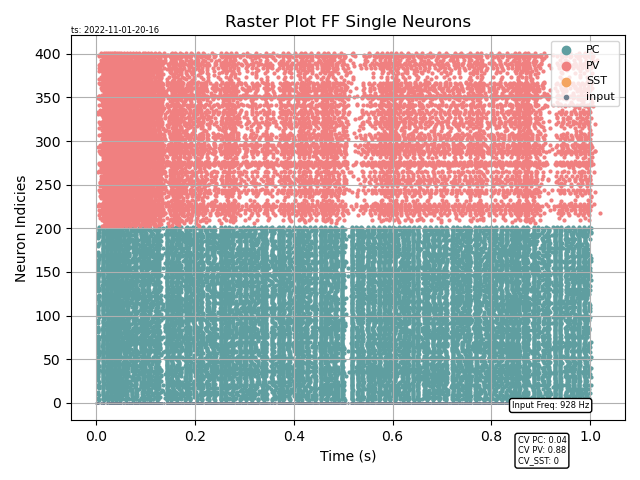 Raster Plot FF Single Neurons
ts: 2022-11-01-20-16
PC
PV
SST
input
400
350
300
250
200
150
100
50
0
Neuron Indicies
Input Freq: 928 Hz
0.0 0.2 0.4 0.6 0.8 1.0
Time (s)
CV PC: 0.04
CV PV: 0.88
CV_SST: 0